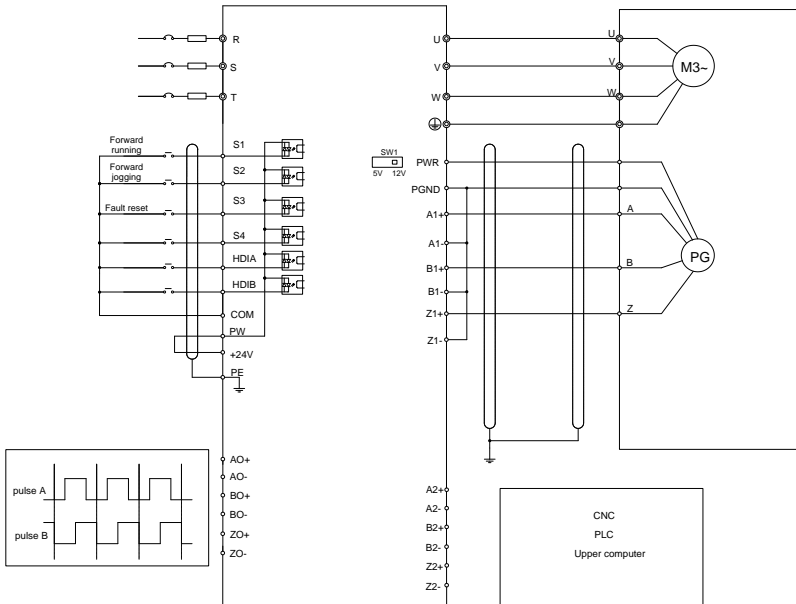 R
S
T
Forward
running
Forward
jogging
Fault reset
S1
S2
S3
S4
HDIA
HDIB
COM
PW
+24V
PE
SW1
5V 12V
U
V
W
PWR
PGND
A1+
A1-
B1+
B1-
Z1+
Z1-
U
V
W
M3~
A
B
Z
PG
pulse A
pulse B
AO+
AO-
BO+
BO-
ZO+
ZO-
A2+
A2-
B2+
B2-
Z2+
Z2-
CNC
PLC
Upper computer